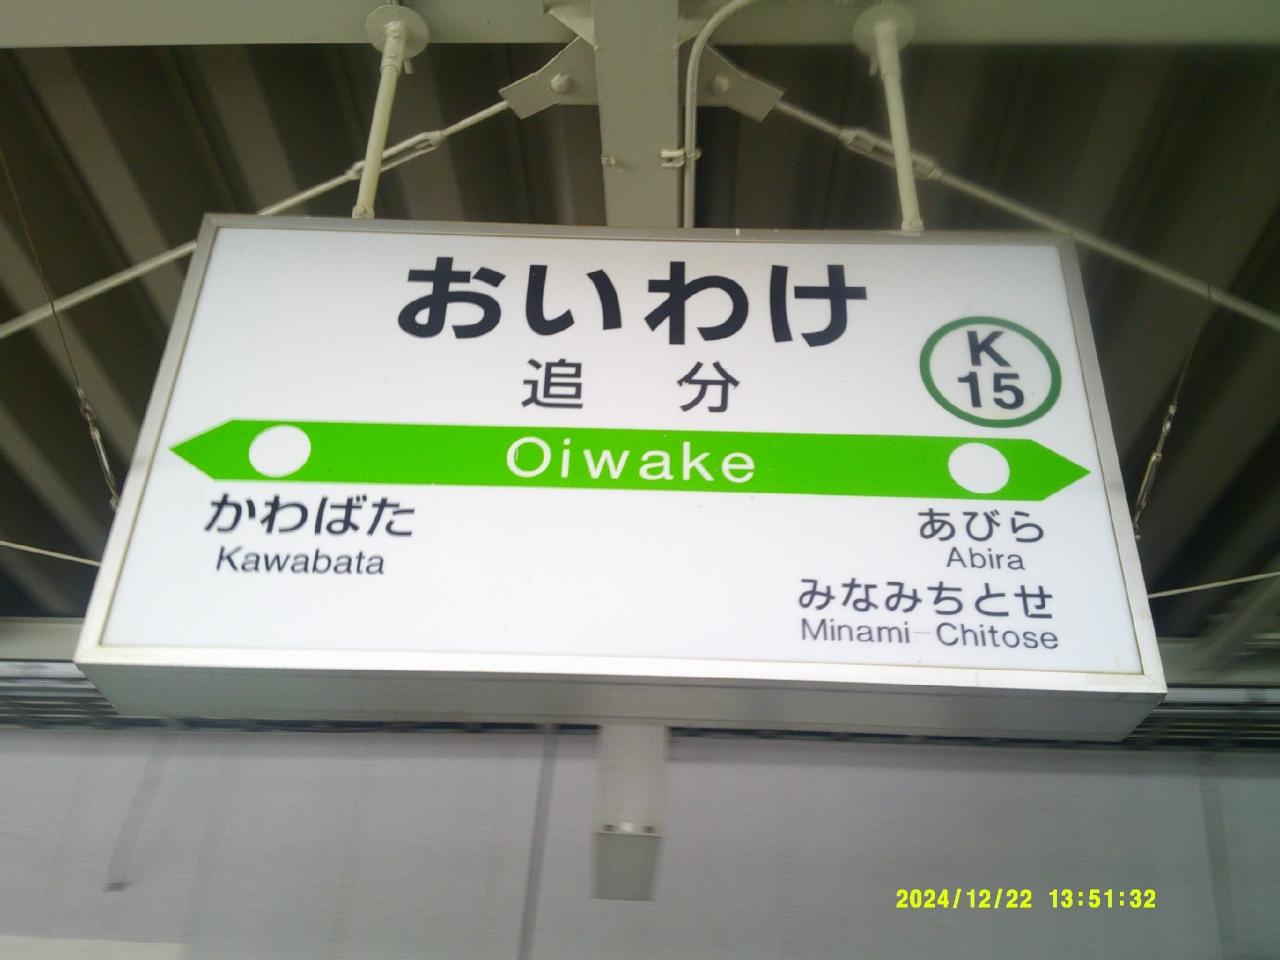 おいわけ
追分
K
15
Oiwake
かわばた
Kawabata
あびら
Abira
みなみちとせ
Minami-Chitose
2024/12/22 13:51:32